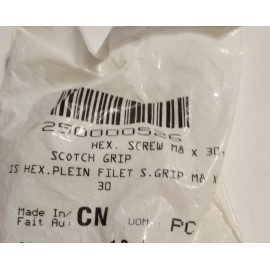 250000526
HEX. SCREW M8 X 30
SCOTCH GRIP
IS HEX.PLEIN FILET S.GRIP M8 X
30
Made In/ CN UOM: PC
Fait Au: